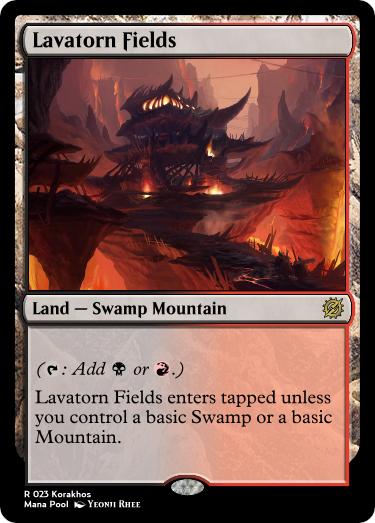 Lavatorn Fields
Land — Swamp Mountain
( : Add or .)
Lavatorn Fields enters tapped unless
you control a basic Swamp or a basic
Mountain.
R 023 Korakhos
Mana Pool Yeonji Rhee